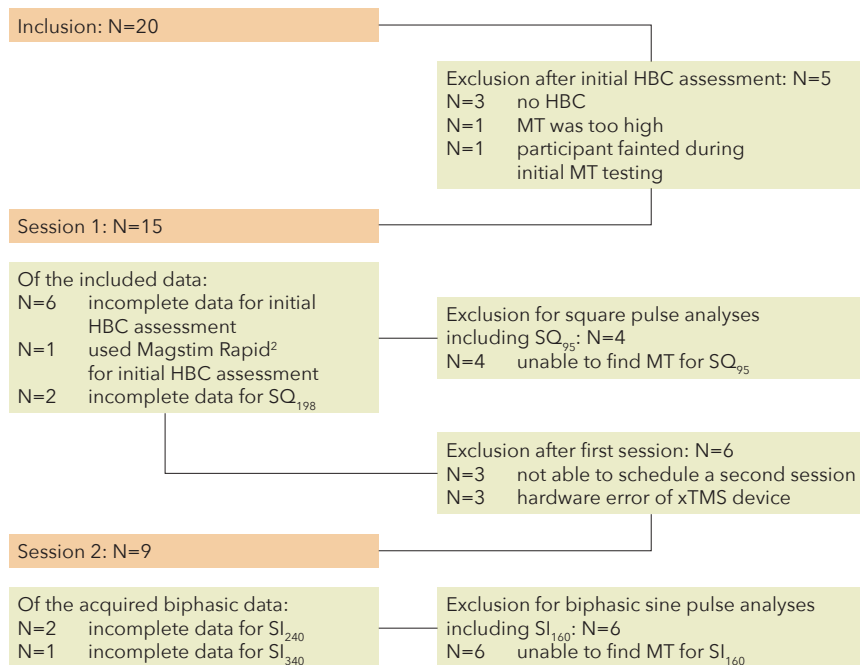 Inclusion: N=20
Exclusion after initial HBC assessment: N=5
N=3 no HBC
N=1 MT was too high
N=1 participant fainted during
initial MT testing
Session 1: N=15
Of the included data:
N=6 incomplete data for initial
HBC assessment
N=1 used Magstim Rapid²
for initial HBC assessment
N=2 incomplete data for SQ₁₉₈
Exclusion for square pulse analyses
including SQ₉₅: N=4
N=4 unable to find MT for SQ₉₅
Exclusion after first session: N=6
N=3 not able to schedule a second session
N=3 hardware error of xTMS device
Session 2: N=9
Of the acquired biphasic data:
N=2 incomplete data for SI₂₄₀
N=1 incomplete data for SI₃₄₀
Exclusion for biphasic sine pulse analyses
including SI₁₆₀: N=6
N=6 unable to find MT for SI₁₆₀